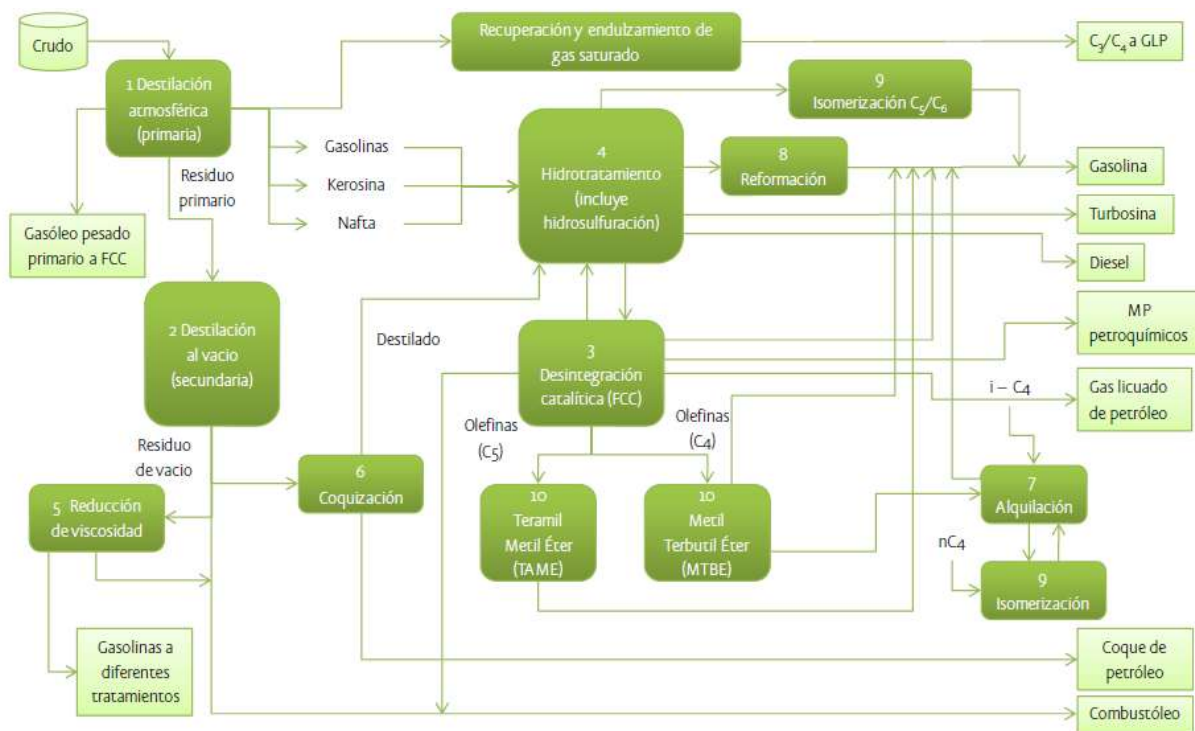 Crudo
Recuperación y endulzamiento de
gas saturado
C3/C4 a GLP
1 Destilación
atmosférica
(primaria)
9
Isomerización C5/C6
Gasolinas
Kerosina
Nafta
4
Hidrotratamiento
(incluye
hidrosulfuración)
8
Reformación
Gasolina
Residuo
primario
Turbosina
Gasóleo pesado
primario a FCC
Diesel
2 Destilación
al vacio
(secundaria)
Destilado
3
Desintegración
catalítica (FCC)
MP
petroquímicos
i – C4
Gas licuado
de petróleo
Olefinas
(C5)
Olefinas
(C4)
Residuo
de vacio
6
Coquización
5 Reducción
de viscosidad
10
Teramil
Metil Éter
(TAME)
10
Metil
Terbutil Éter
(MTBE)
7
Alquilación
nC4
9
Isomerización
Gasolinas a
diferentes
tratamientos
Coque de
petróleo
Combustóleo